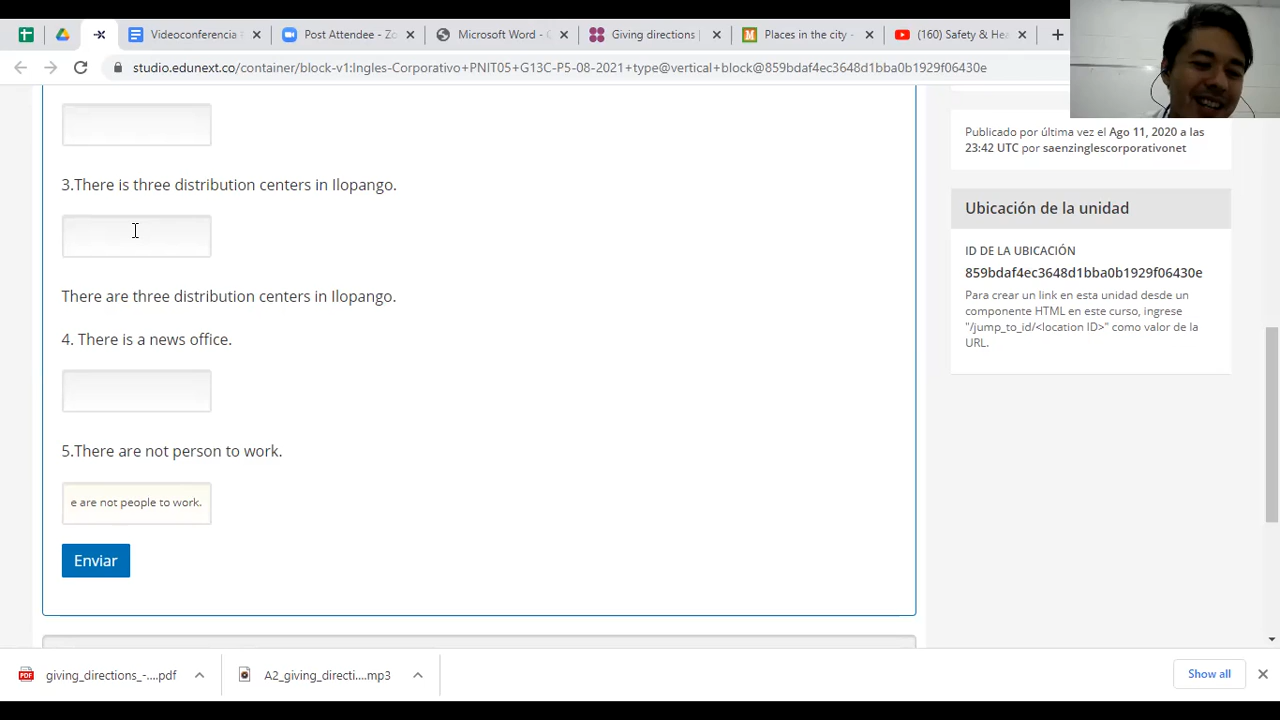 Videoconferencia
Post Attendee - Zo
Microsoft Word - C
Giving directions
Places in the city -
(160) Safety & Hea
studio.edunext.co/container/block-v1:Ingles-Corporativo+PNIT05+G13C-P5-08-2021+type@vertical+block@859bdaf4ec3648d1bba0b1929f06430e
3.There is three distribution centers in Ilopango.
There are three distribution centers in Ilopango.
4. There is a news office.
5.There are not person to work.
e are not people to work.
Enviar
Publicado por última vez el Ago 11, 2020 a las
23:42 UTC por saenzinglescorporativonet
Ubicación de la unidad
ID DE LA UBICACIÓN
859bdaf4ec3648d1bba0b1929f06430e
Para crear un link en esta unidad desde un
componente HTML en este curso, ingrese
"/jump_to_id/<location ID>" como valor de la
URL.
giving_directions_-....pdf
A2_giving_directi....mp3
Show all